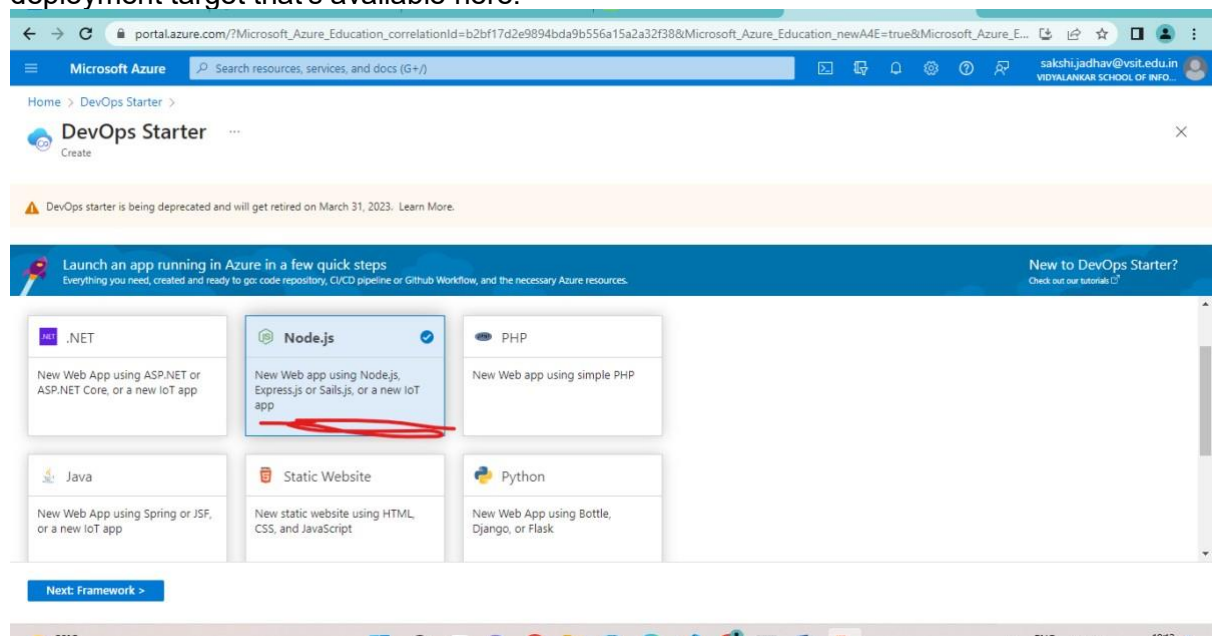 deployment target that's available here.
portal.azure.com/?Microsoft_Azure_Education_correlationId=b2bf17d2e9894bda9b556a15a2a32f38&Microsoft_Azure_Education_newA4E=true&Microsoft_Azure_E...
Microsoft Azure
Search resources, services, and docs (G+/)
sakshi.jadhav@vsit.edu.in
VIDYALANKAR SCHOOL OF INFO...
Home > DevOps Starter >
DevOps Starter ...
Create
DevOps starter is being deprecated and will get retired on March 31, 2023. Learn More.
Launch an app running in Azure in a few quick steps
Everything you need, created and ready to go: code repository, CI/CD pipeline or Github Workflow, and the necessary Azure resources.
New to DevOps Starter?
Check out our tutorials
.NET
New Web App using ASP.NET or
ASP.NET Core, or a new IoT app
Node.js
New Web app using Node.js,
Express.js or Sails.js, or a new IoT
app
PHP
New Web app using simple PHP
Java
New Web App using Spring or JSF,
or a new IoT app
Static Website
New static website using HTML,
CSS, and JavaScript
Python
New Web App using Bottle,
Django, or Flask
Next: Framework >